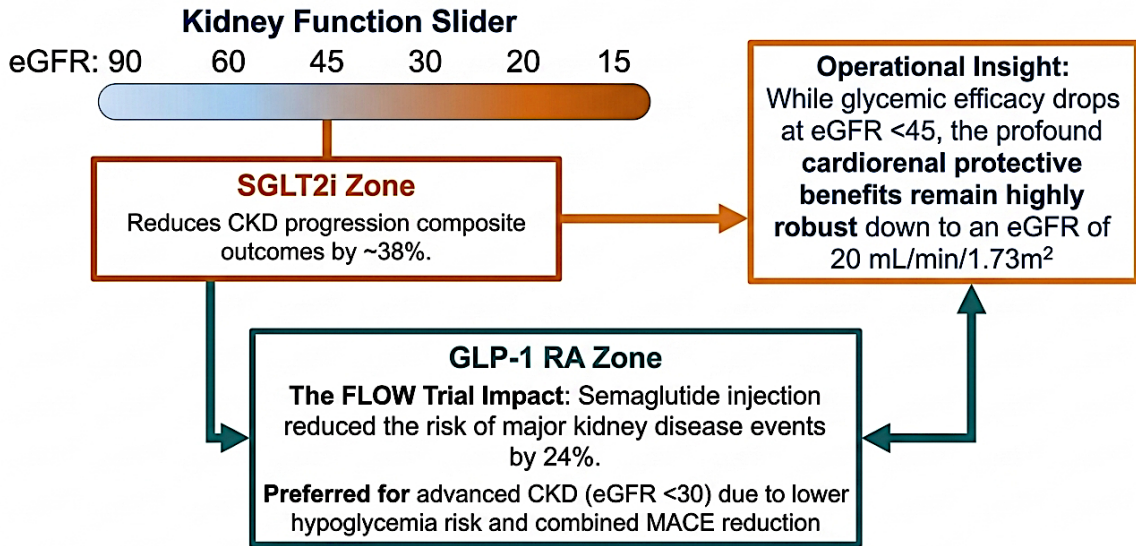 Kidney Function Slider
eGFR: 90 60 45 30 20 15
SGLT2i Zone
Reduces CKD progression composite
outcomes by ~38%.
Operational Insight:
While glycemic efficacy drops
at eGFR <45, the profound
cardiorenal protective
benefits remain highly
robust down to an eGFR of
20 mL/min/1.73m²
GLP-1 RA Zone
The FLOW Trial Impact: Semaglutide injection
reduced the risk of major kidney disease events
by 24%.
Preferred for advanced CKD (eGFR <30) due to lower
hypoglycemia risk and combined MACE reduction